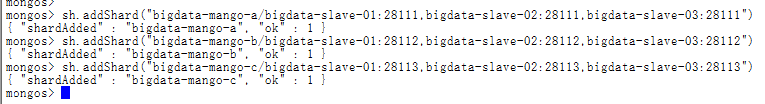 mongos>
mongos> sh.addShard("bigdata-mango-a/bigdata-slave-01:28111,bigdata-slave-02:28111,bigdata-slave-03:28111")
{ "shardAdded" : "bigdata-mango-a", "ok" : 1 }
mongos> sh.addShard("bigdata-mango-b/bigdata-slave-01:28112,bigdata-slave-02:28112,bigdata-slave-03:28112")
{ "shardAdded" : "bigdata-mango-b", "ok" : 1 }
mongos> sh.addShard("bigdata-mango-c/bigdata-slave-01:28113,bigdata-slave-02:28113,bigdata-slave-03:28113")
{ "shardAdded" : "bigdata-mango-c", "ok" : 1 }
mongos>